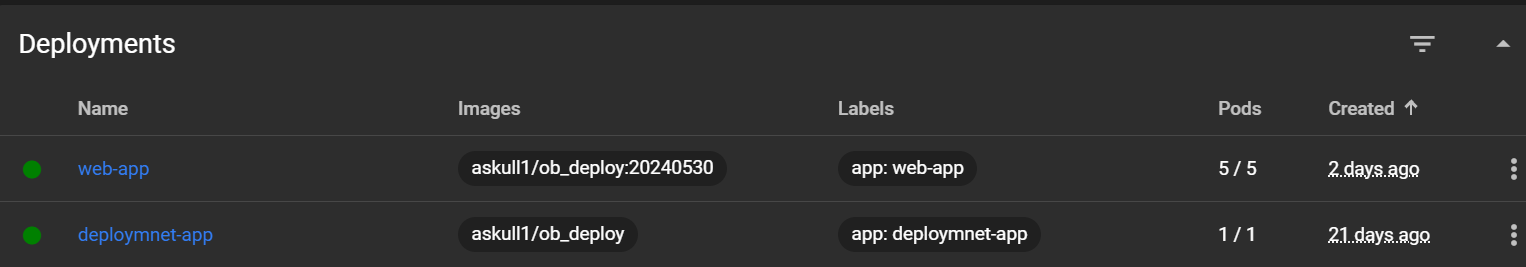 Deployments
Name Images Labels Pods Created
web-app askull1/ob_deploy:20240530 app: web-app 5 / 5 2 days ago
deploymnet-app askull1/ob_deploy app: deploymnet-app 1 / 1 21 days ago